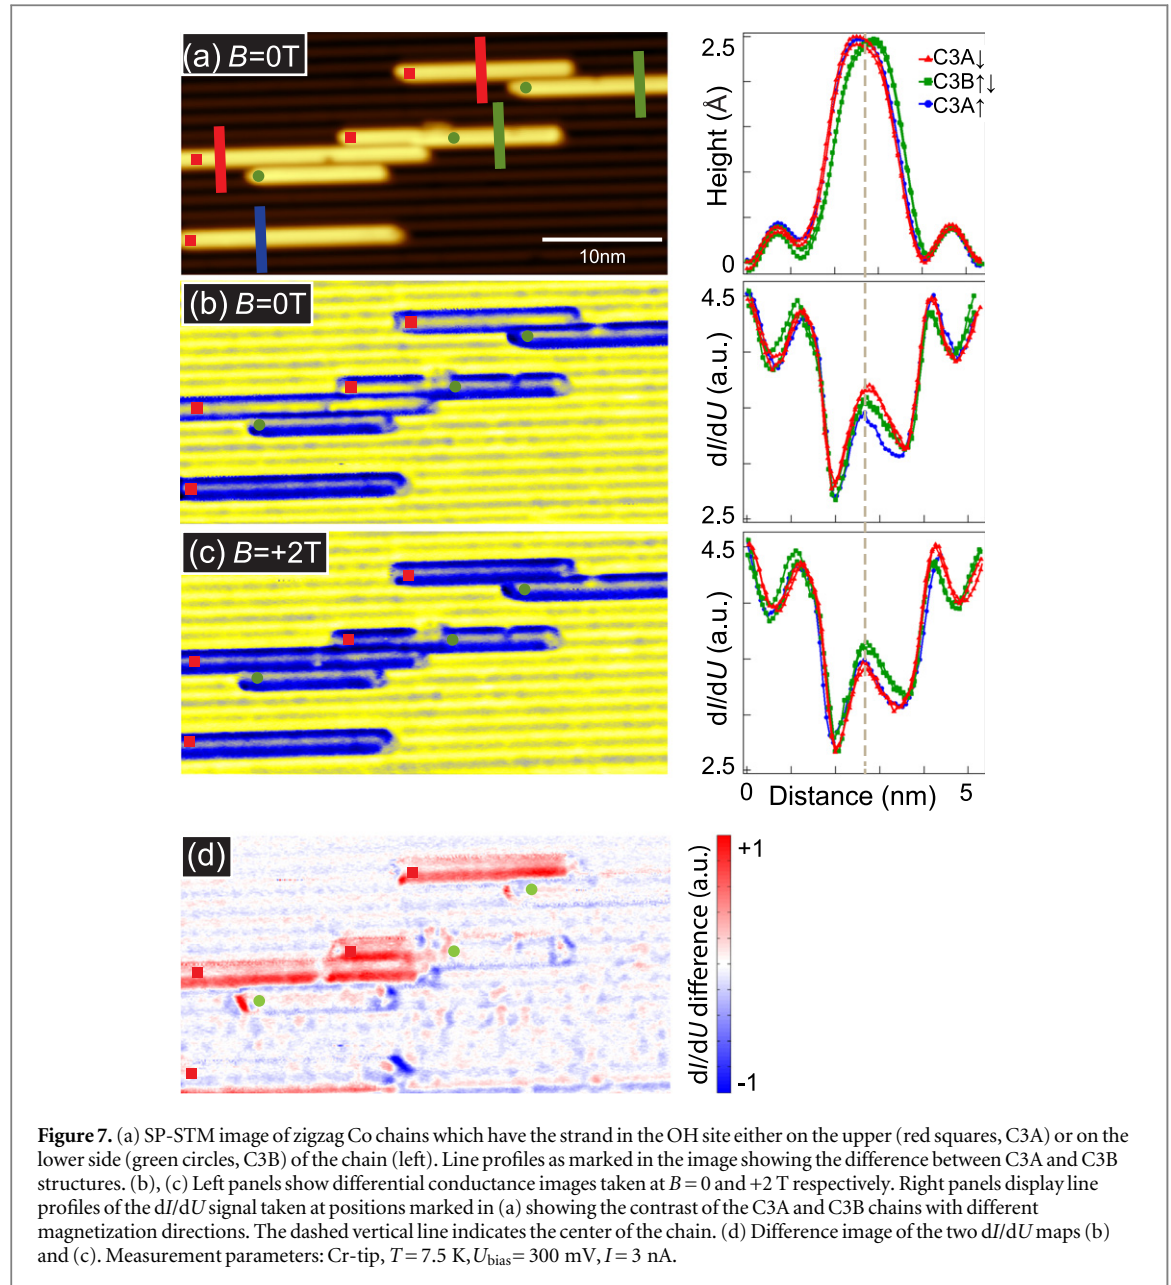 (a) B=0T
10nm
2.5
Height (Å)
0
C3A↓
C3B↑↓
C3A↑
(b) B=0T
4.5
dI/dU (a.u.)
2.5
(c) B=+2T
4.5
dI/dU (a.u.)
2.5
0 Distance (nm) 5
(d)
dI/dU difference (a.u.)
+1
-1
Figure 7. (a) SP-STM image of zigzag Co chains which have the strand in the OH site either on the upper (red squares, C3A) or on the
lower side (green circles, C3B) of the chain (left). Line profiles as marked in the image showing the difference between C3A and C3B
structures. (b), (c) Left panels show differential conductance images taken at B = 0 and +2 T respectively. Right panels display line
profiles of the dI/dU signal taken at positions marked in (a) showing the contrast of the C3A and C3B chains with different
magnetization directions. The dashed vertical line indicates the center of the chain. (d) Difference image of the two dI/dU maps (b)
and (c). Measurement parameters: Cr-tip, T = 7.5 K, Ubias = 300 mV, I = 3 nA.